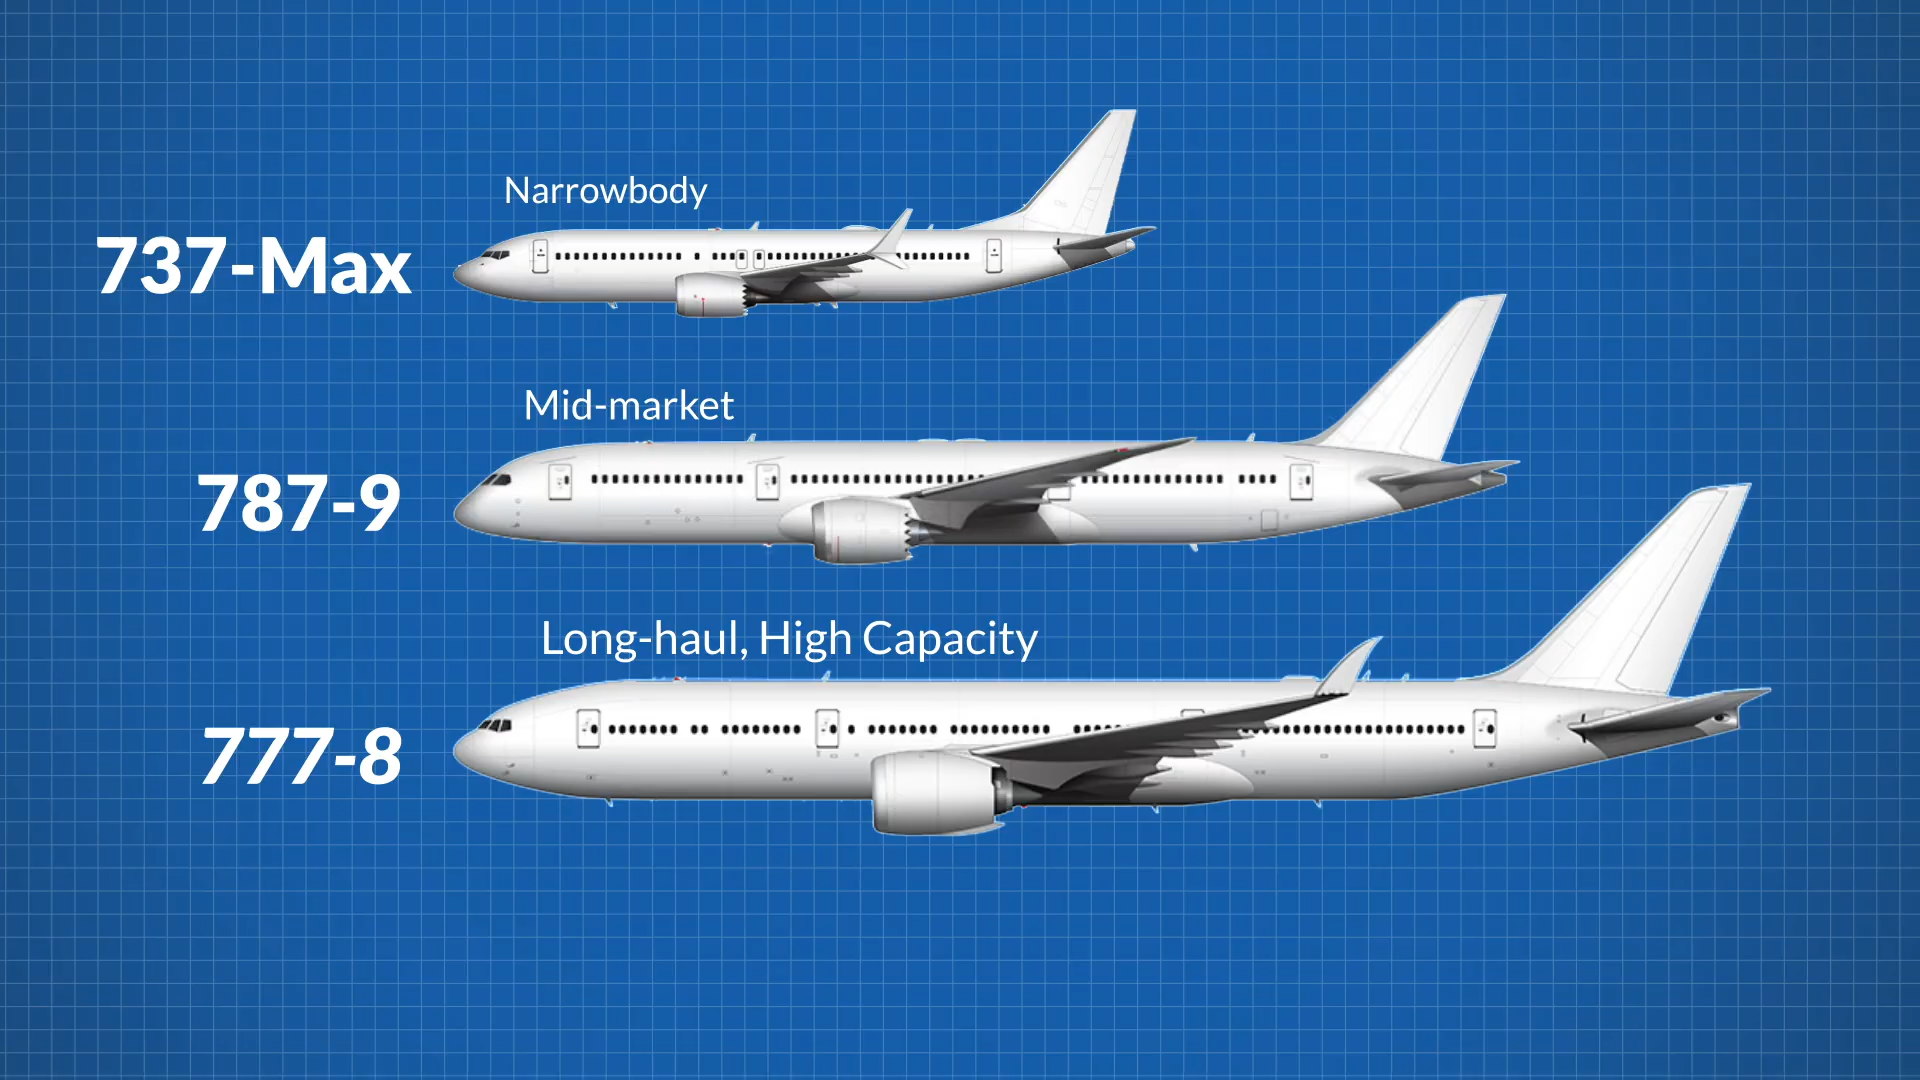 Narrowbody
737-Max
Mid-market
787-9
Long-haul, High Capacity
777-8